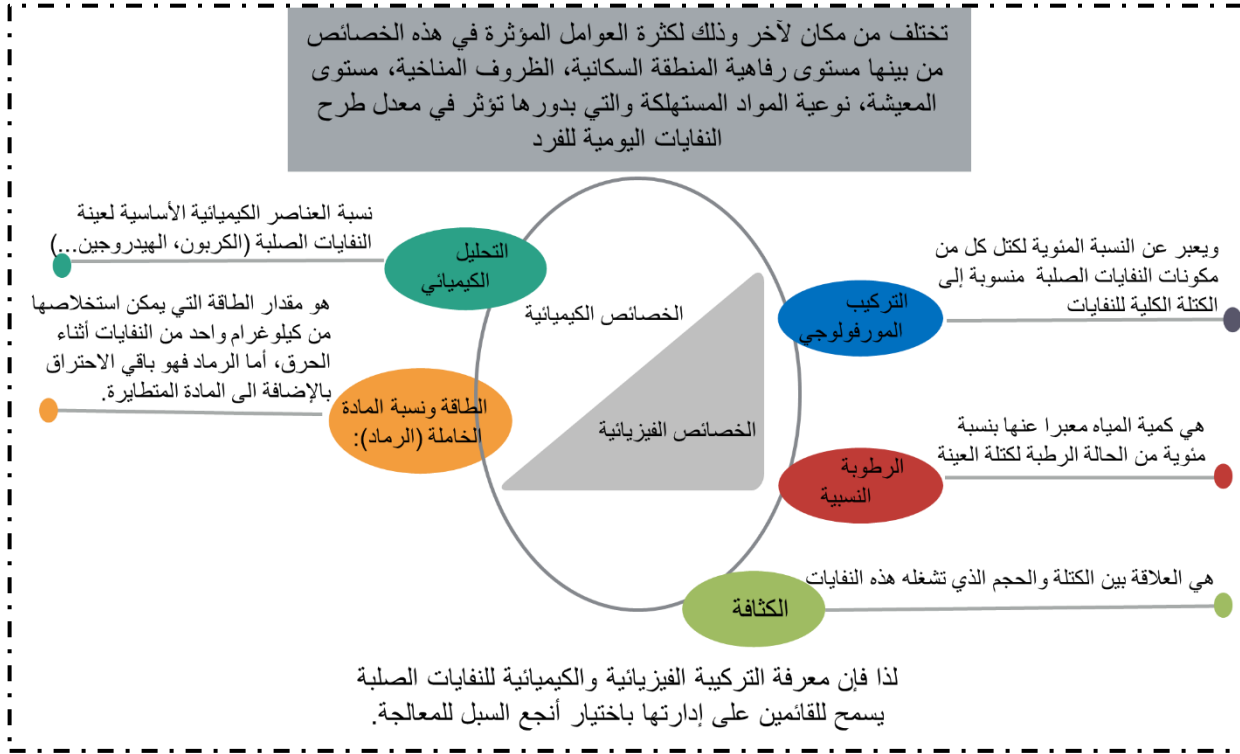 تختلف من مكان لآخر وذلك لكثرة العوامل المؤثرة في هذه الخصائص
من بينها مستوى رفاهية المنطقة السكانية، الظروف المناخية، مستوى
المعيشة، نوعية المواد المستهلكة والتي بدورها تؤثر في معدل طرح
النفايات اليومية للفرد
ويعبر عن النسبة المئوية لكتل كل من
مكونات النفايات الصلبة منسوبة إلى
الكتلة الكلية للنفايات
التركيب
المورفولوجي
هي كمية المياه معبرا عنها بنسبة
مئوية من الحالة الرطبة لكتلة العينة
الرطوبة
النسبية
هي العلاقة بين الكتلة والحجم الذي تشغله هذه النفايات
الكثافة
الخصائص الكيميائية
الخصائص الفيزيائية
التحليل
الكيميائي
نسبة العناصر الكيميائية الأساسية لعينة
النفايات الصلبة (الكربون، الهيدروجين...)
الطاقة ونسبة المادة
الخاملة (الرماد):
هو مقدار الطاقة التي يمكن استخلاصها
من كيلوغرام واحد من النفايات أثناء
الحرق، أما الرماد فهو باقي الاحتراق
بالإضافة الى المادة المتطايرة.
لذا فإن معرفة التركيبة الفيزيائية والكيميائية للنفايات الصلبة
يسمح للقائمين على إدارتها باختيار أنجع السبل للمعالجة.